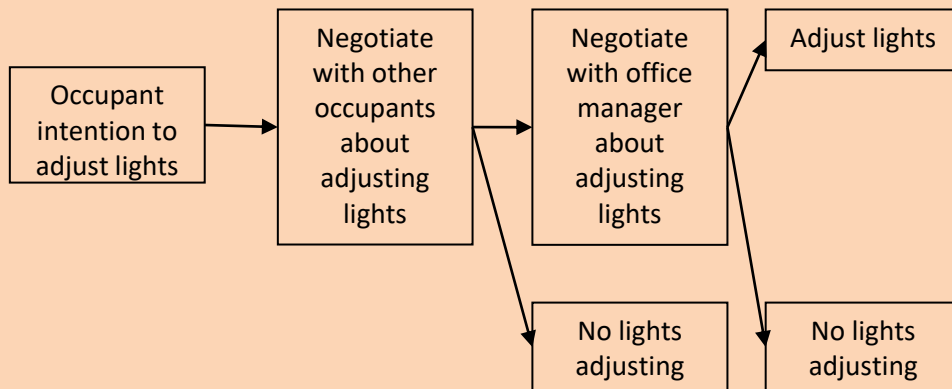 Occupant
intention to
adjust lights
Negotiate
with other
occupants
about
adjusting
lights
Negotiate
with office
manager
about
adjusting
lights
Adjust lights
No lights
adjusting
No lights
adjusting